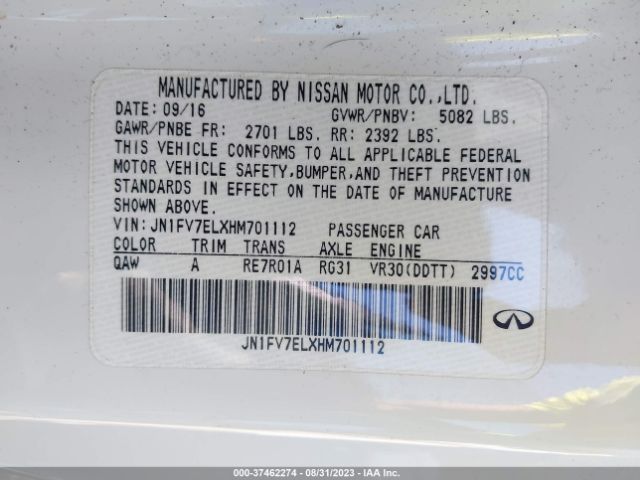 MANUFACTURED BY NISSAN MOTOR CO.,LTD.
DATE: 09/16 GVWR/PNBV: 5082 LBS.
GAWR/PNBE FR: 2701 LBS. RR: 2392 LBS.
THIS VEHICLE CONFORMS TO ALL APPLICABLE FEDERAL
MOTOR VEHICLE SAFETY,BUMPER,AND THEFT PREVENTION
STANDARDS IN EFFECT ON THE DATE OF MANUFACTURE
SHOWN ABOVE.
VIN:JN1FV7ELXHM701112 PASSENGER CAR
COLOR TRIM TRANS AXLE ENGINE
QAW A RE7R01A RG31 VR30(DDTT) 2997CC
JN1FV7ELXHM701112
000-37462274 - 08/31/2023 - IAA Inc.